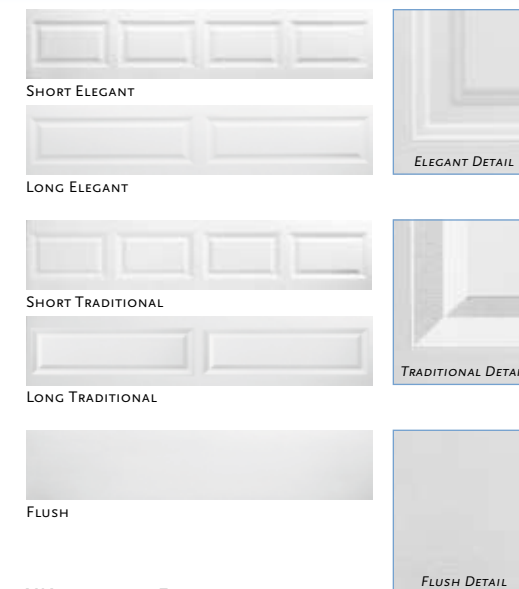 Short Elegant
Elegant Detail
Long Elegant
Short Traditional
Traditional Detai
Long Traditional
Flush
Flush Detail